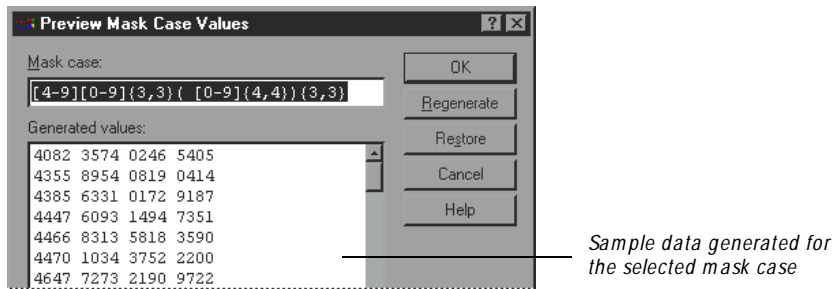 Preview Mask Case Values
Mask case:
[4-9][0-9]{3,3}( [0-9]{4,4}){3,3}
Generated values:
4082 3574 0246 5405
4355 8954 0819 0414
4385 6331 0172 9187
4447 6093 1494 7351
4466 8313 5818 3590
4470 1034 3752 2200
4647 7273 2190 9722
OK
Regenerate
Restore
Cancel
Help
Sample data generated for
the selected mask case